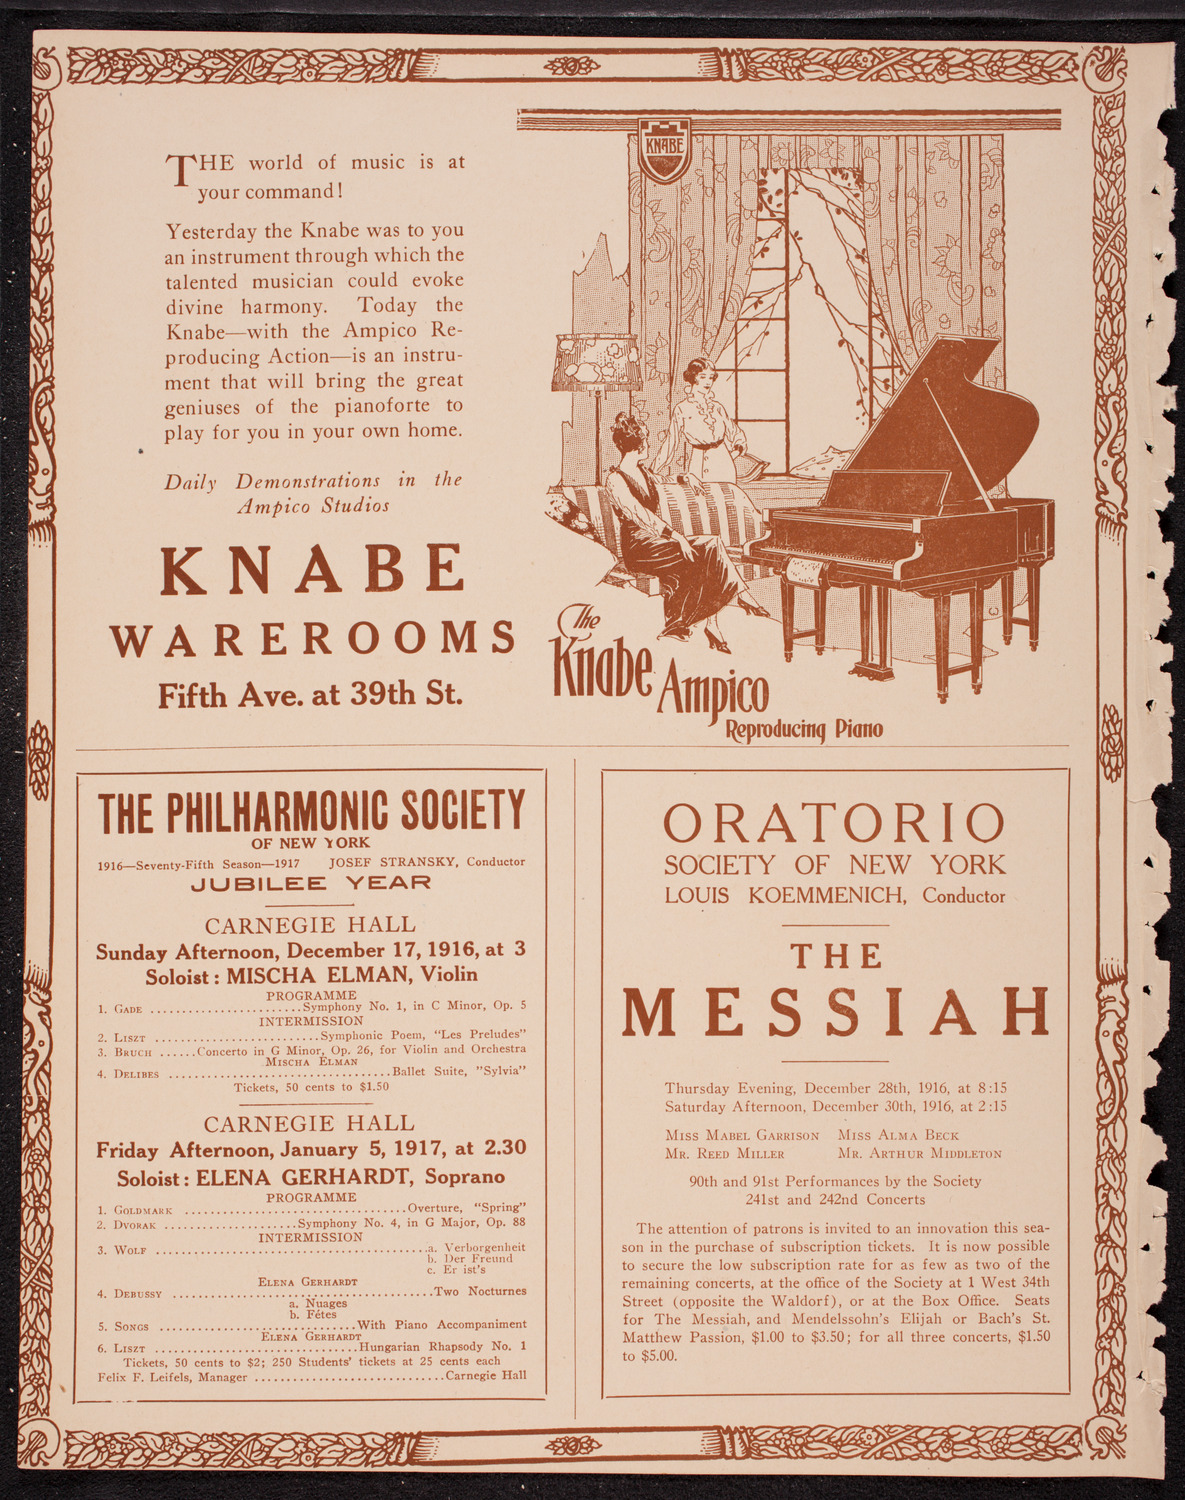 THE world of music is at
your command!
Yesterday the Knabe was to you
an instrument through which the
talented musician could evoke
divine harmony. Today the
Knabe—with the Ampico Re-
producing Action—is an instru-
ment that will bring the great
geniuses of the pianoforte to
play for you in your own home.
Daily Demonstrations in the
Ampico Studios
KNABE
WAREROOMS
Fifth Ave. at 39th St.
KNABE
The
Knabe Ampico
Reproducing Piano
THE PHILHARMONIC SOCIETY
OF NEW YORK
1916—Seventy-Fifth Season—1917 JOSEF STRANSKY, Conductor
JUBILEE YEAR
CARNEGIE HALL
Sunday Afternoon, December 17, 1916, at 3
Soloist: MISCHA ELMAN, Violin
PROGRAMME
1. GADE ........................Symphony No. 1, in C Minor, Op. 5
INTERMISSION
2. LISZT ..........................Symphonic Poem, "Les Preludes"
3. BRUCH ......Concerto in G Minor, Op. 26, for Violin and Orchestra
MISCHA ELMAN
4. DELIBES ...................................Ballet Suite, "Sylvia"
Tickets, 50 cents to $1.50
CARNEGIE HALL
Friday Afternoon, January 5, 1917, at 2.30
Soloist: ELENA GERHARDT, Soprano
PROGRAMME
1. GOLDMARK ...................................Overture, "Spring"
2. DVORAK .....................Symphony No. 4, in G Major, Op. 88
INTERMISSION
3. WOLF ...........................................a. Verborgenheit
b. Der Freund
c. Er ist's
ELENA GERHARDT
4. DEBUSSY .........................................Two Nocturnes
a. Nuages
b. Fétes
5. SONGS ...............................With Piano Accompaniment
ELENA GERHARDT
6. LISZT ................................Hungarian Rhapsody No. 1
Tickets, 50 cents to $2; 250 Students' tickets at 25 cents each
Felix F. Leifels, Manager ..............................Carnegie Hall
ORATORIO
SOCIETY OF NEW YORK
LOUIS KOEMMENICH, Conductor
THE
MESSIAH
Thursday Evening, December 28th, 1916, at 8:15
Saturday Afternoon, December 30th, 1916, at 2:15
MISS MABEL GARRISON MISS ALMA BECK
MR. REED MILLER MR. ARTHUR MIDDLETON
90th and 91st Performances by the Society
241st and 242nd Concerts
The attention of patrons is invited to an innovation this sea-
son in the purchase of subscription tickets. It is now possible
to secure the low subscription rate for as few as two of the
remaining concerts, at the office of the Society at 1 West 34th
Street (opposite the Waldorf), or at the Box Office. Seats
for The Messiah, and Mendelssohn's Elijah or Bach's St.
Matthew Passion, $1.00 to $3.50; for all three concerts, $1.50
to $5.00.